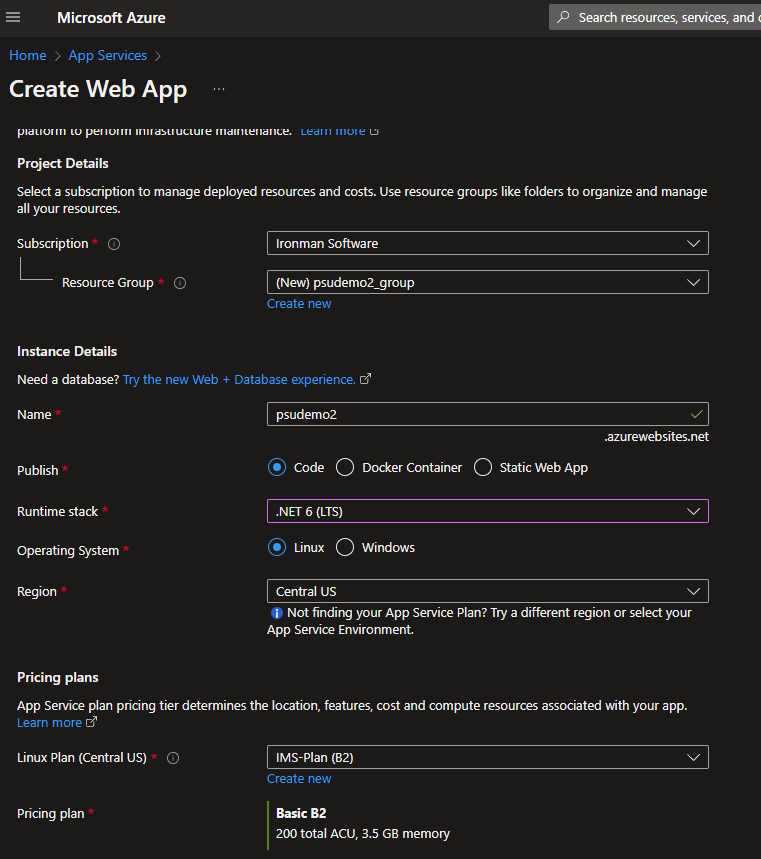 Microsoft Azure
Search resources, services, and
Home > App Services >
Create Web App ...
platform to perform infrastructure maintenance. Learn more
Project Details
Select a subscription to manage deployed resources and costs. Use resource groups like folders to organize and manage
all your resources.
Subscription *
Ironman Software
Resource Group *
(New) psudemo2_group
Create new
Instance Details
Need a database? Try the new Web + Database experience.
Name *
psudemo2
.azurewebsites.net
Publish *
Code Docker Container Static Web App
Runtime stack *
.NET 6 (LTS)
Operating System *
Linux Windows
Region *
Central US
Not finding your App Service Plan? Try a different region or select your
App Service Environment.
Pricing plans
App Service plan pricing tier determines the location, features, cost and compute resources associated with your app.
Learn more
Linux Plan (Central US) *
IMS-Plan (B2)
Create new
Pricing plan *
Basic B2
200 total ACU, 3.5 GB memory